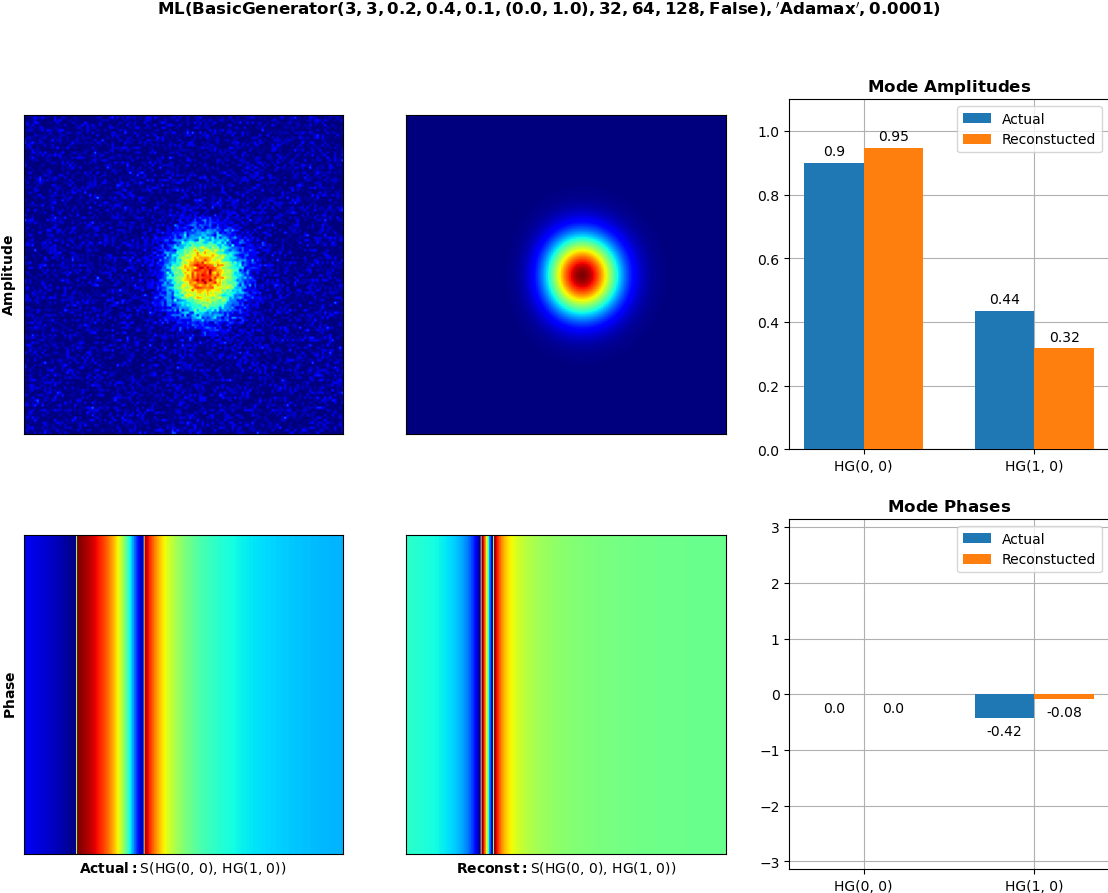 ML(BasicGenerator(3, 3, 0.2, 0.4, 0.1, (0.0, 1.0), 32, 64, 128, False), ′Adamax′, 0.0001)
Amplitude
Mode Amplitudes
Actual
Reconstucted
1.0
0.8
0.6
0.4
0.2
0.0
0.9
0.95
0.44
0.32
HG(0, 0)
HG(1, 0)
Phase
Actual: S(HG(0, 0), HG(1, 0))
Reconst: S(HG(0, 0), HG(1, 0))
Mode Phases
Actual
Reconstucted
3
2
1
0
−1
−2
−3
0.0
0.0
-0.42
-0.08
HG(0, 0)
HG(1, 0)